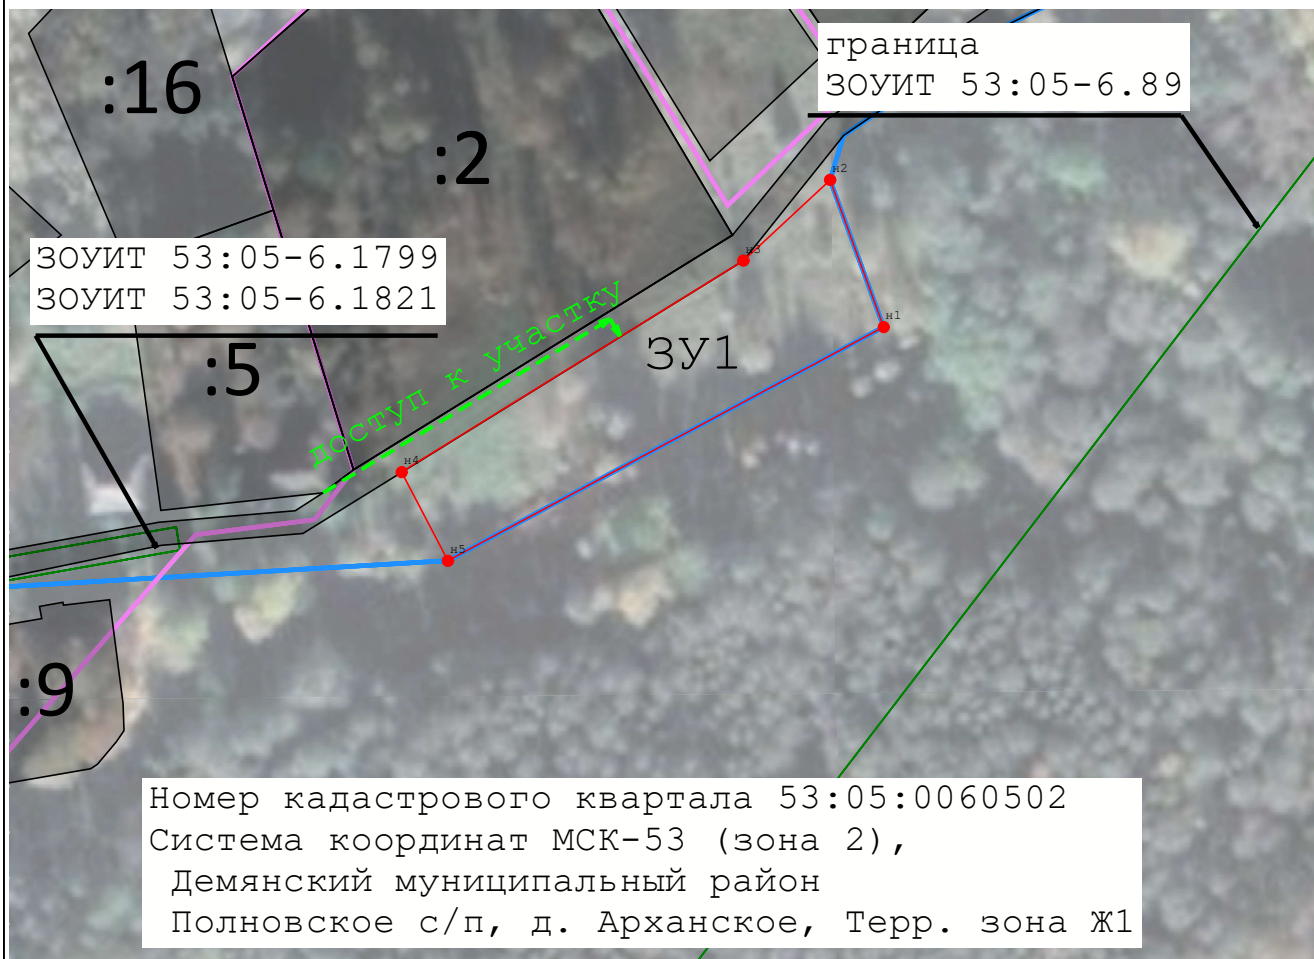 :16
:2
граница
ЗОУИТ 53:05-6.89
н2
ЗОУИТ 53:05-6.1799
ЗОУИТ 53:05-6.1821
н3
доступ к участку
н1
ЗУ1
:5
н4
н5
:9
Номер кадастрового квартала 53:05:0060502
Система координат МСК-53 (зона 2),
Демянский муниципальный район
Полновское с/п, д. Арханское, Терр. зона Ж1